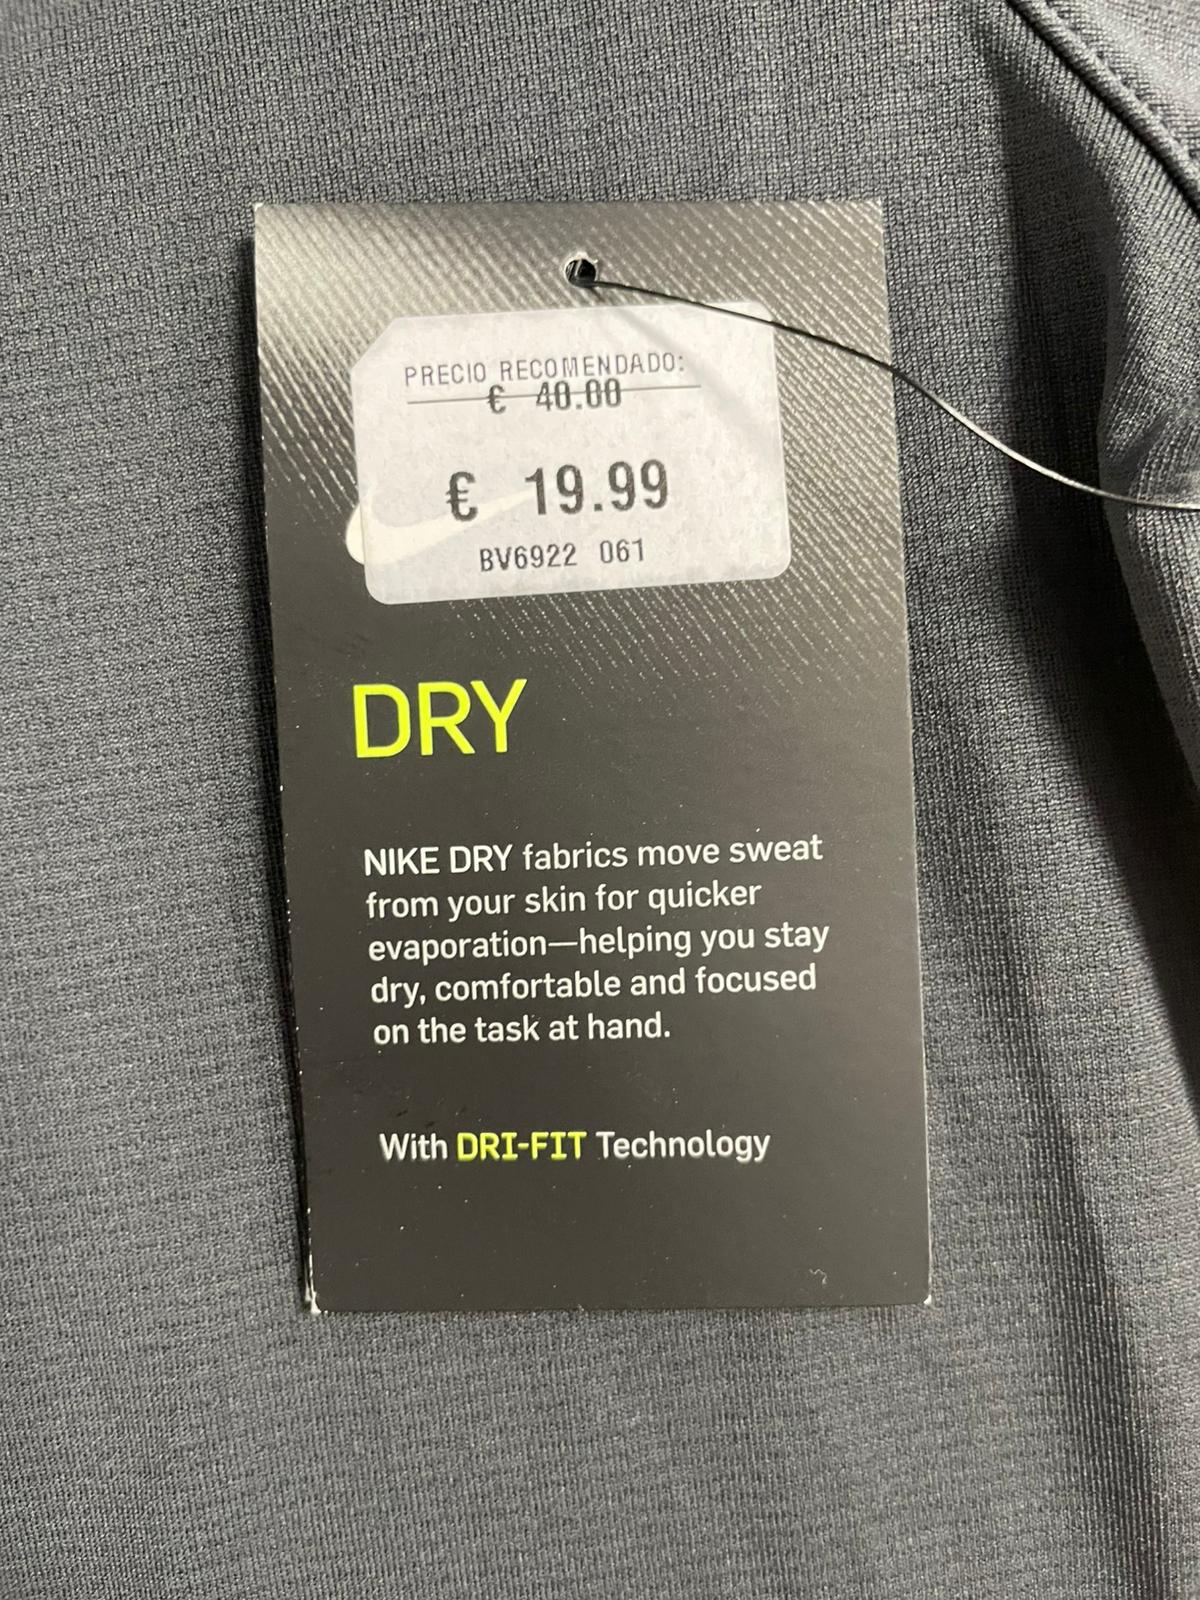 PRECIO RECOMENDADO:
€ 40.00
€ 19.99
BV6922 061
DRY
NIKE DRY fabrics move sweat
from your skin for quicker
evaporation—helping you stay
dry, comfortable and focused
on the task at hand.
With DRI-FIT Technology